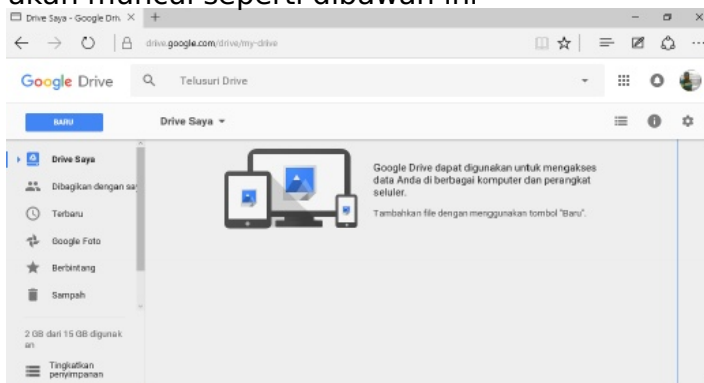 akan muncul seperti dibawah ini
Drive Saya - Google Driv
drive.google.com/drive/my-drive
Google Drive
Telusuri Drive
BARU
Drive Saya
Drive Saya
Dibagikan dengan say
Terbaru
Google Foto
Berbintang
Sampah
2 GB dari 15 GB digunak
an
Tingkatkan
penyimpanan
Google Drive dapat digunakan untuk mengakses
data Anda di berbagai komputer dan perangkat
seluler.
Tambahkan file dengan menggunakan tombol "Baru".